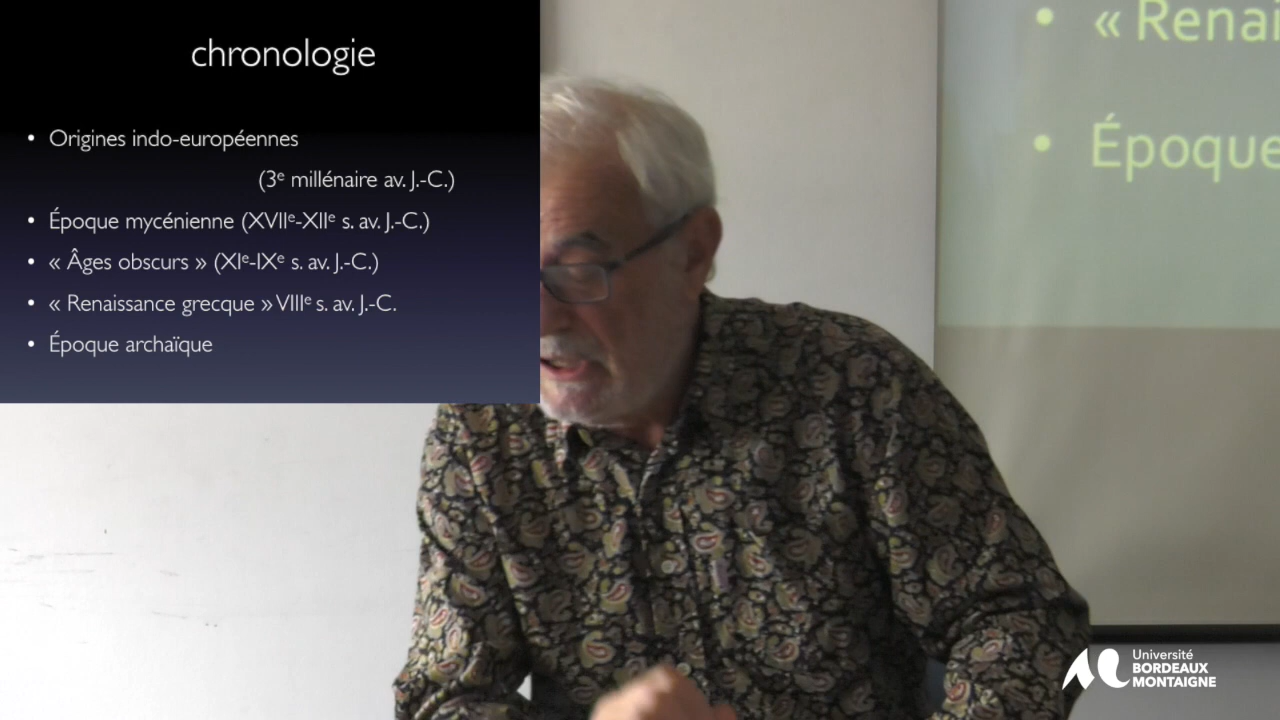 chronologie
• Origines indo-européennes
(3ᵉ millénaire av. J.-C.)
• Époque mycénienne (XVIIᵉ-XIIᵉ s. av. J.-C.)
• « Âges obscurs » (XIᵉ-IXᵉ s. av. J.-C.)
• « Renaissance grecque » VIIIᵉ s. av. J.-C.
• Époque archaïque
• « Renai
• Époque
Université
BORDEAUX
MONTAIGNE